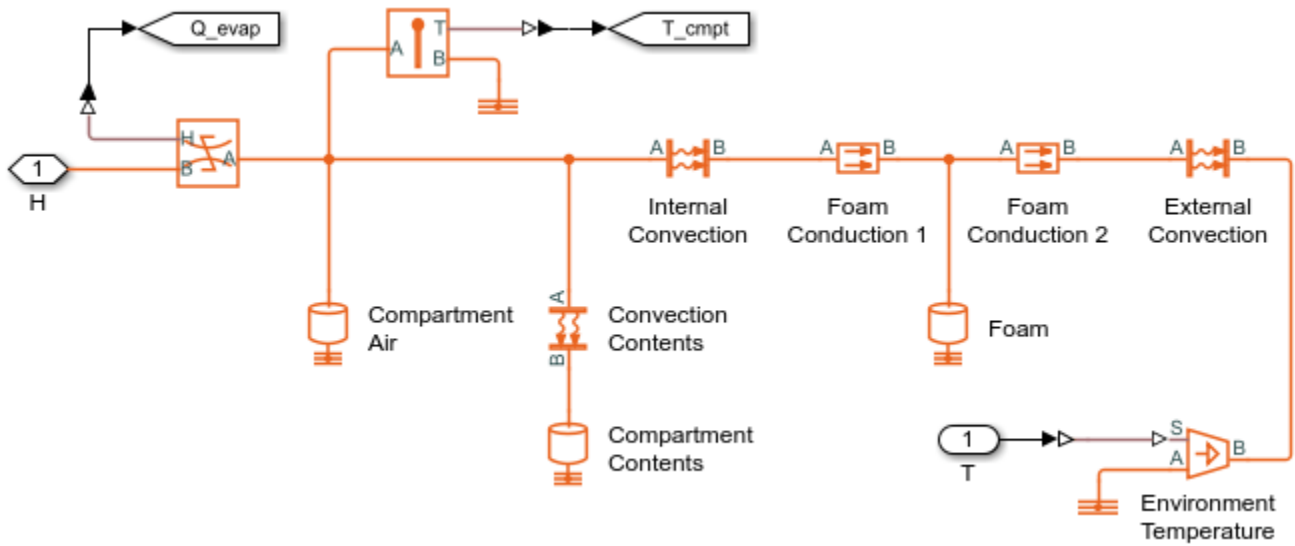 Q_evap
T_cmpt
A
T
B
H
B
A
1
H
A
B
A
B
A
B
A
B
Internal
Convection
Foam
Conduction 1
Foam
Conduction 2
External
Convection
Compartment
Air
A
B
Convection
Contents
Foam
Compartment
Contents
1
T
S
A
B
Environment
Temperature